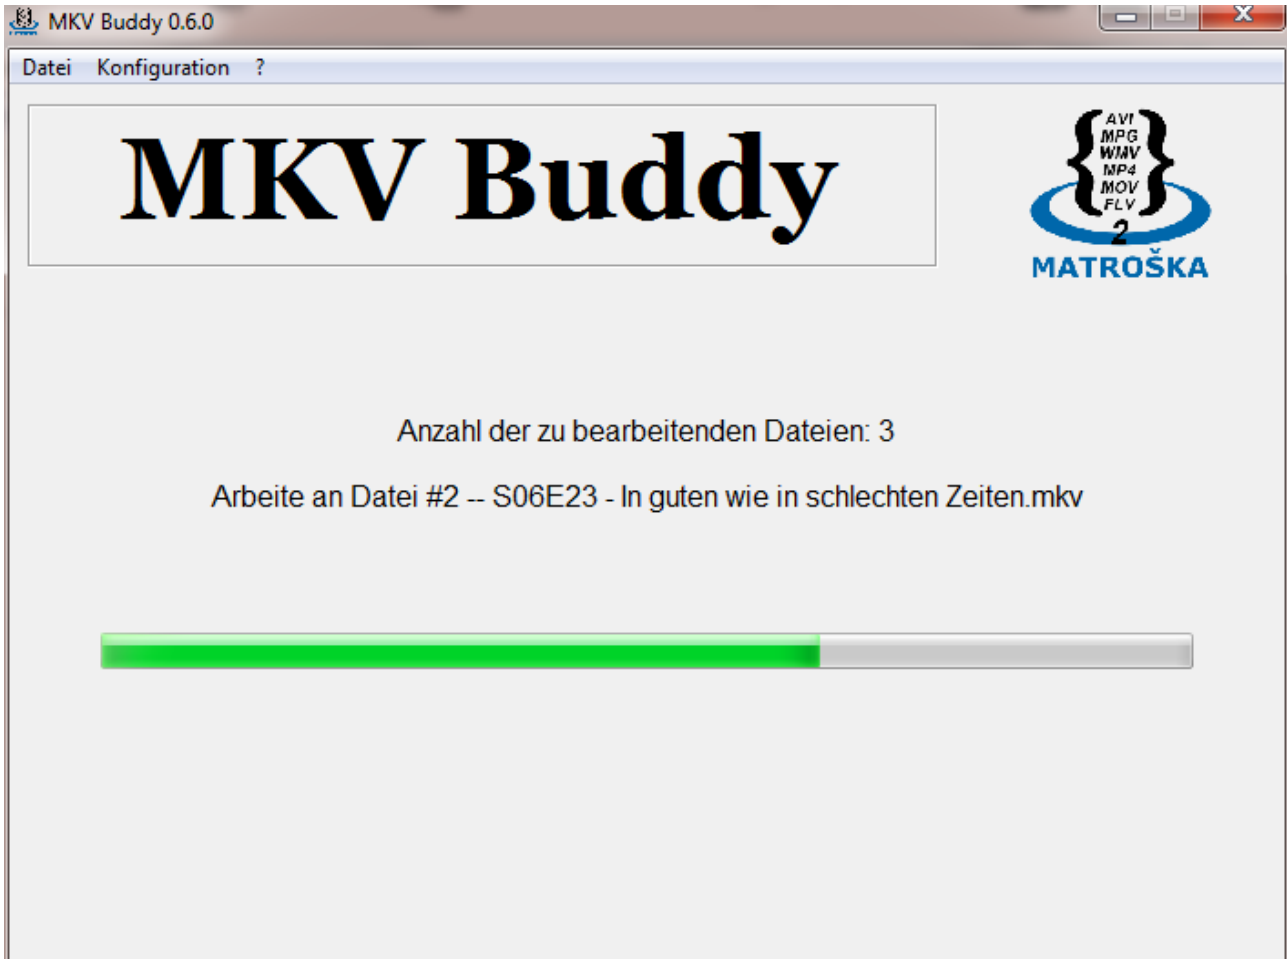 MKV Buddy 0.6.0
Datei Konfiguration ?
MKV Buddy
AVI
MPG
WMV
MP4
MOV
FLV
2
MATROŠKA
Anzahl der zu bearbeitenden Dateien: 3
Arbeite an Datei #2 -- S06E23 - In guten wie in schlechten Zeiten.mkv